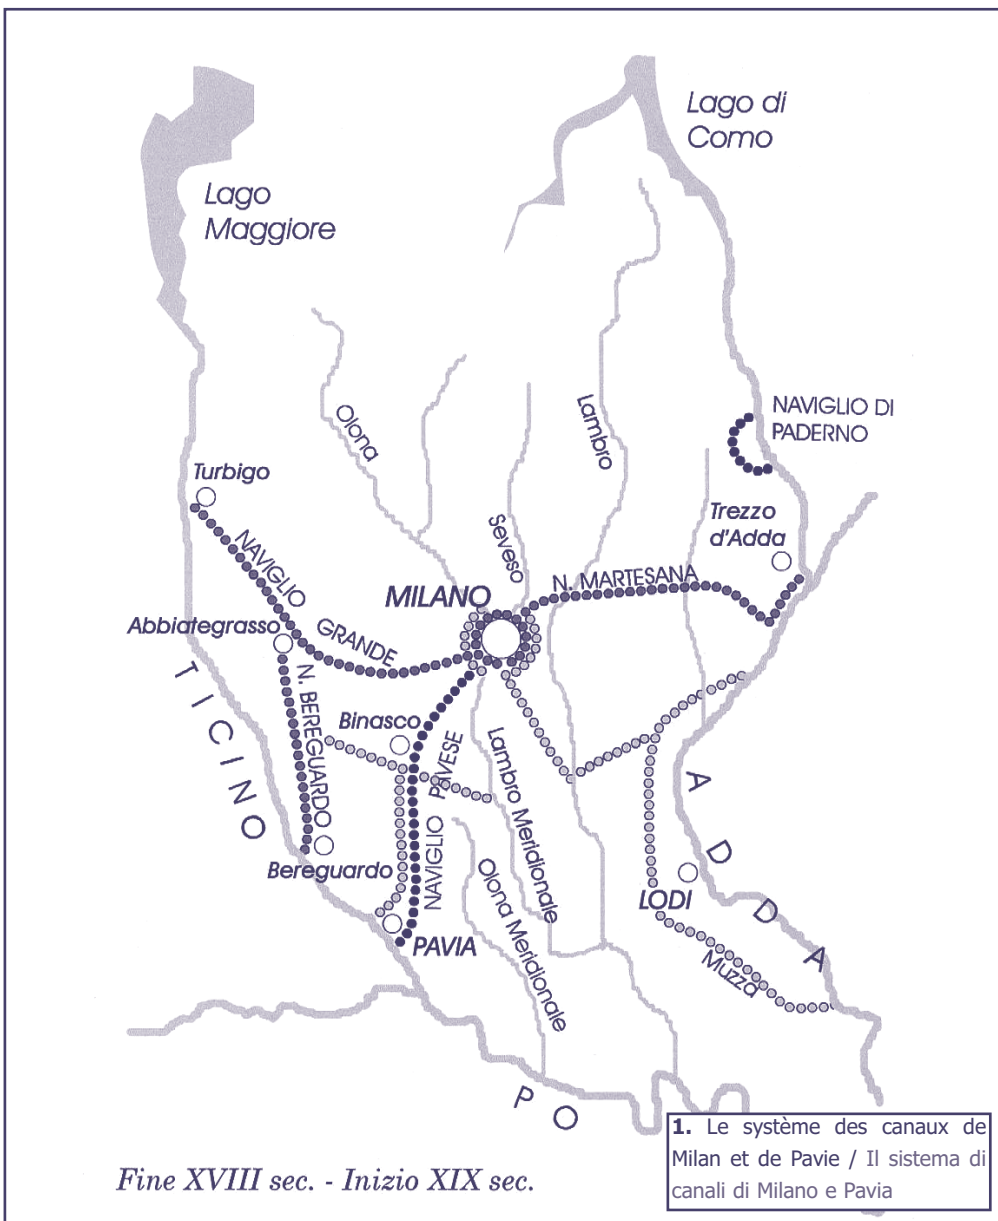 Lago di
Como
Lago
Maggiore
NAVIGLIO DI
PADERNO
Olona
Lambro
Turbigo
Trezzo
d'Adda
Seveso
NAVIGLIO
GRANDE
N. MARTESANA
MILANO
Abbiategrasso
N. BEREGUARDO
Binasco
TICINO
NAVIGLIO PAVESE
Lambro Meridionale
ADDA
Bereguardo
Olona Meridionale
LODI
PAVIA
Muzza
PO
1. Le système des canaux de
Milan et de Pavie / Il sistema di
canali di Milano e Pavia
Fine XVIII sec. - Inizio XIX sec.